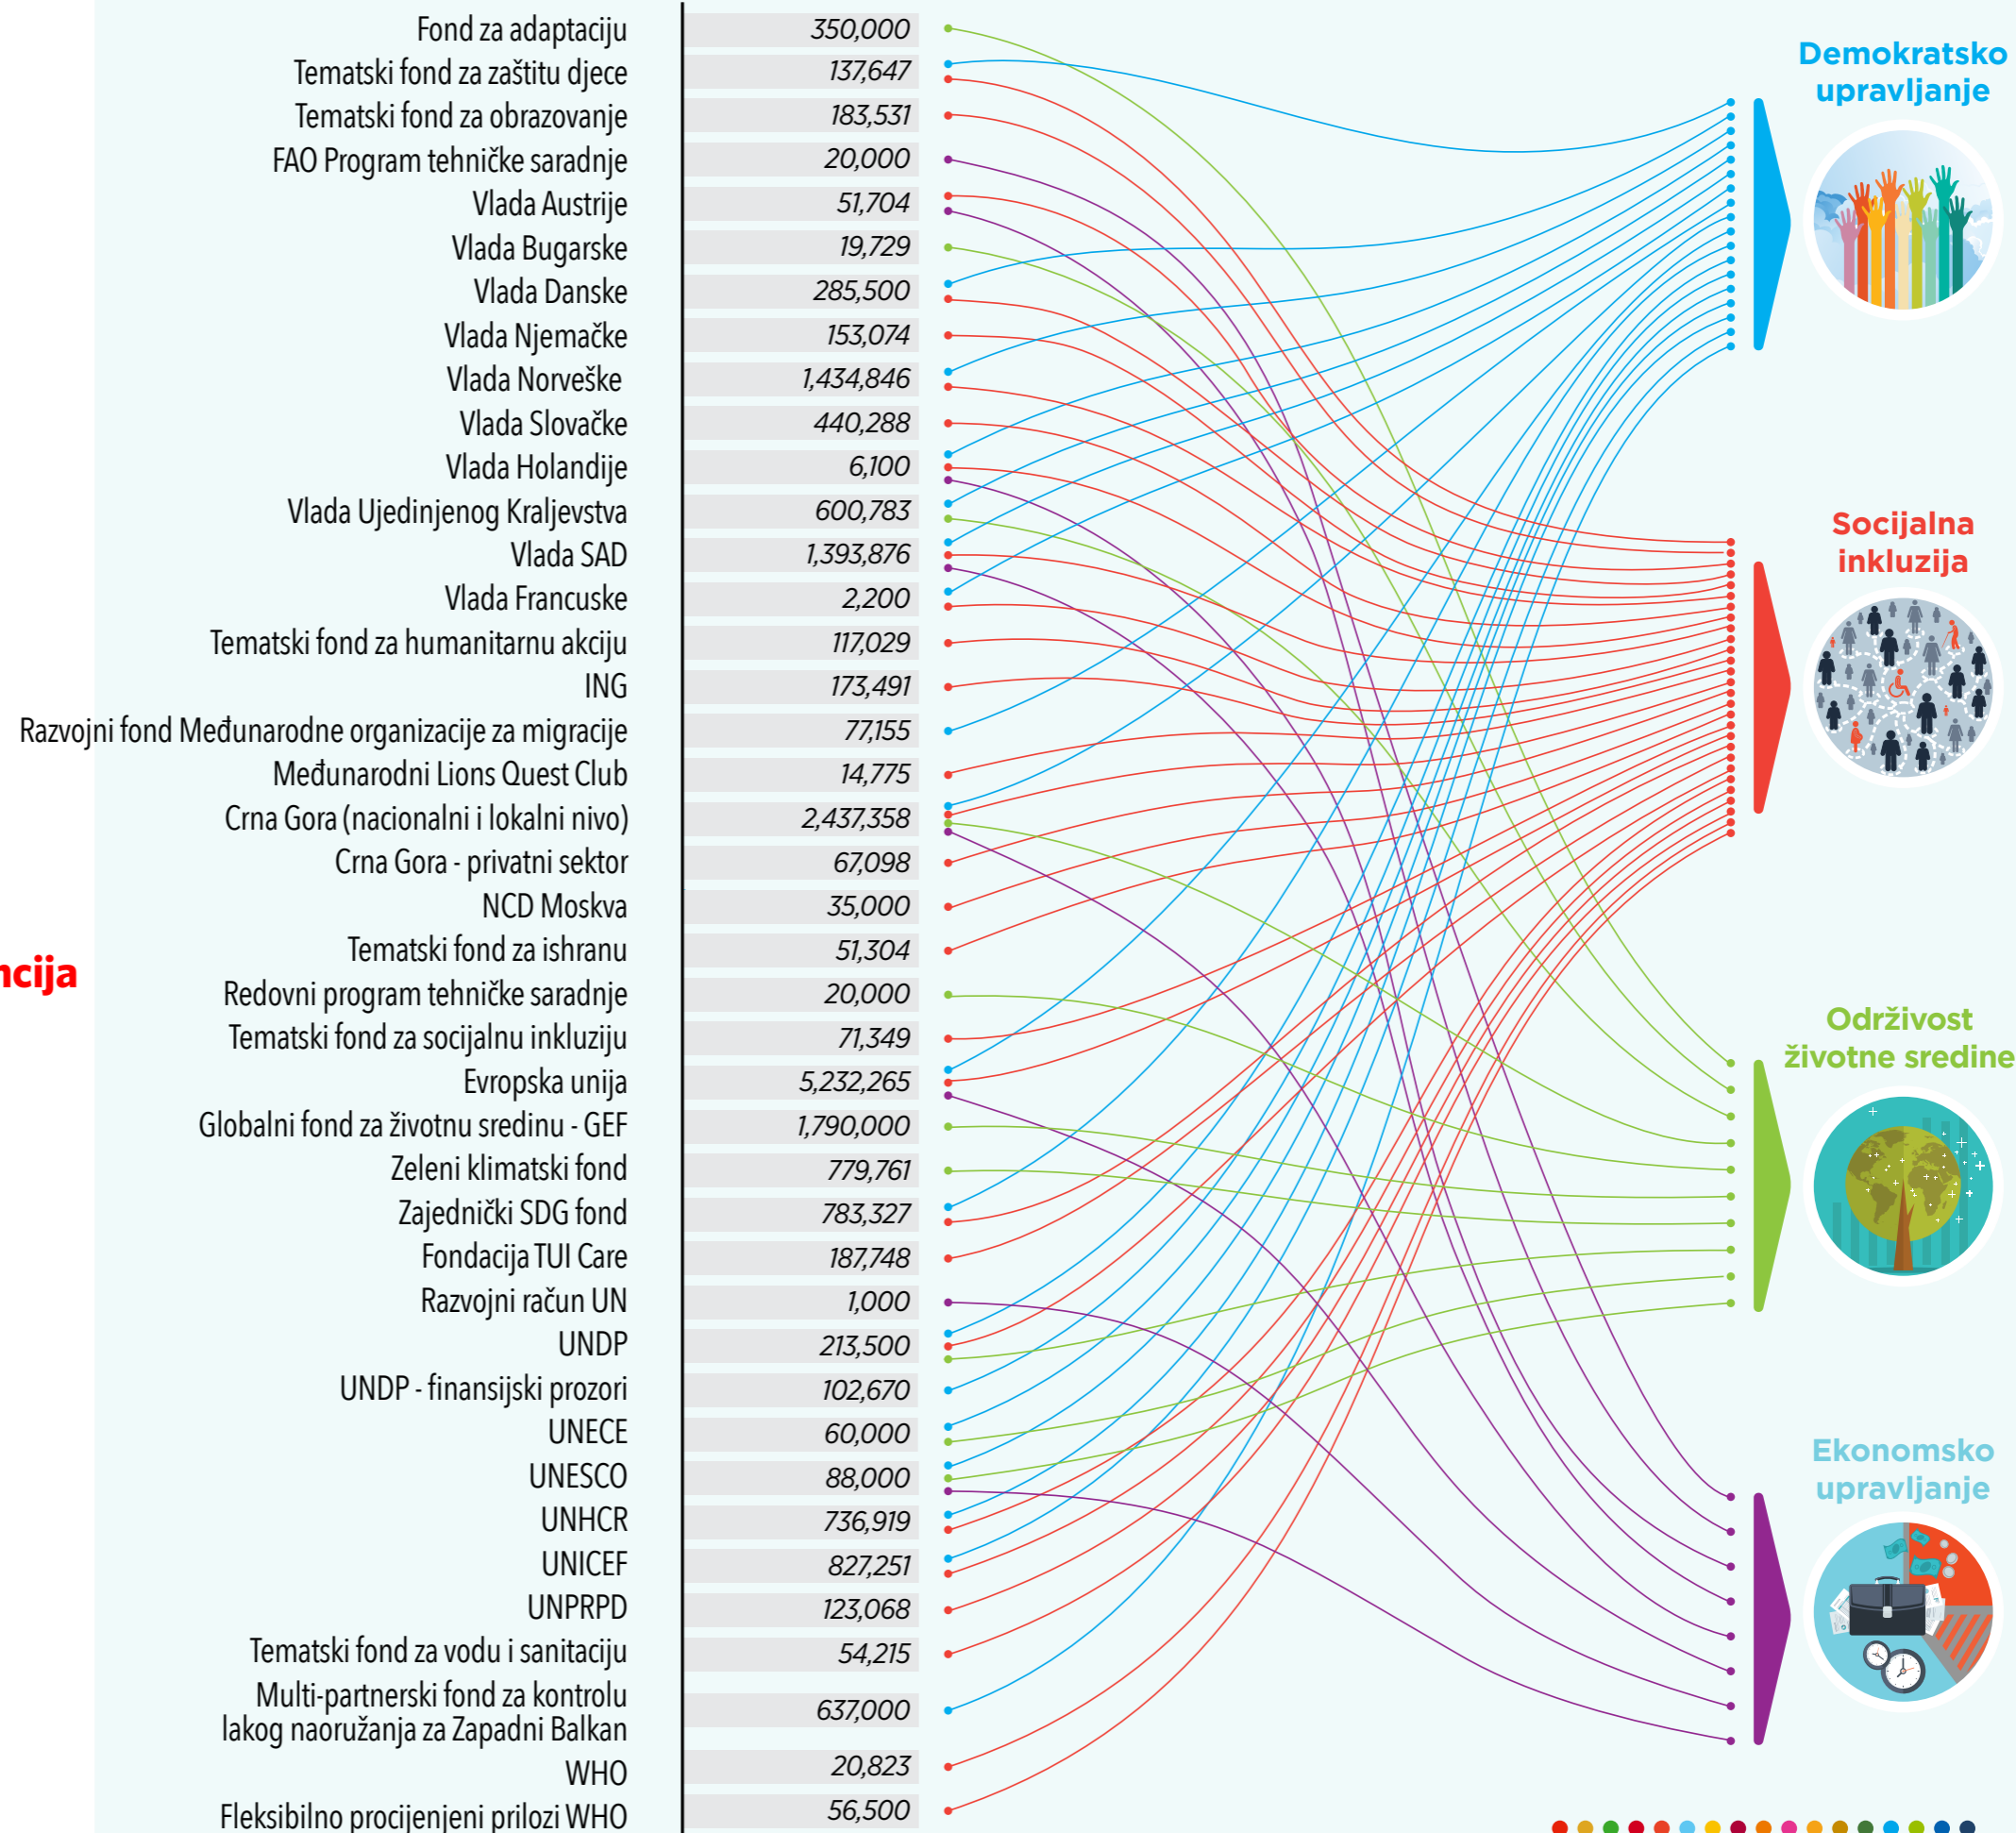 Fond za adaptaciju 350,000
Tematski fond za zaštitu djece 137,647
Tematski fond za obrazovanje 183,531
FAO Program tehničke saradnje 20,000
Vlada Austrije 51,704
Vlada Bugarske 19,729
Vlada Danske 285,500
Vlada Njemačke 153,074
Vlada Norveške 1,434,846
Vlada Slovačke 440,288
Vlada Holandije 6,100
Vlada Ujedinjenog Kraljevstva 600,783
Vlada SAD 1,393,876
Vlada Francuske 2,200
Tematski fond za humanitarnu akciju 117,029
ING 173,491
Razvojni fond Međunarodne organizacije za migracije 77,155
Međunarodni Lions Quest Club 14,775
Crna Gora (nacionalni i lokalni nivo) 2,437,358
Crna Gora - privatni sektor 67,098
NCD Moskva 35,000
Tematski fond za ishranu 51,304
Redovni program tehničke saradnje 20,000
Tematski fond za socijalnu inkluziju 71,349
Evropska unija 5,232,265
Globalni fond za životnu sredinu - GEF 1,790,000
Zeleni klimatski fond 779,761
Zajednički SDG fond 783,327
Fondacija TUI Care 187,748
Razvojni račun UN 1,000
UNDP 213,500
UNDP - finansijski prozori 102,670
UNECE 60,000
UNESCO 88,000
UNHCR 736,919
UNICEF 827,251
UNPRPD 123,068
Tematski fond za vodu i sanitaciju 54,215
Multi-partnerski fond za kontrolu
lakog naoružanja za Zapadni Balkan 637,000
WHO 20,823
Fleksibilno procijenjeni prilozi WHO 56,500
Demokratsko
upravljanje
Socijalna
inkluzija
Održivost
životne sredine
Ekonomsko
upravljanje